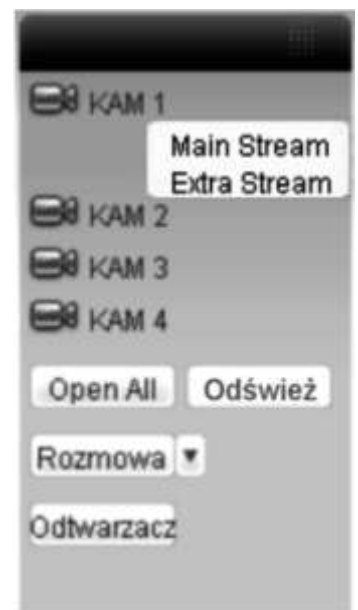 KAM 1
Main Stream
Extra Stream
KAM 2
KAM 3
KAM 4
Open All Odśwież
Rozmowa
Odtwarzacz